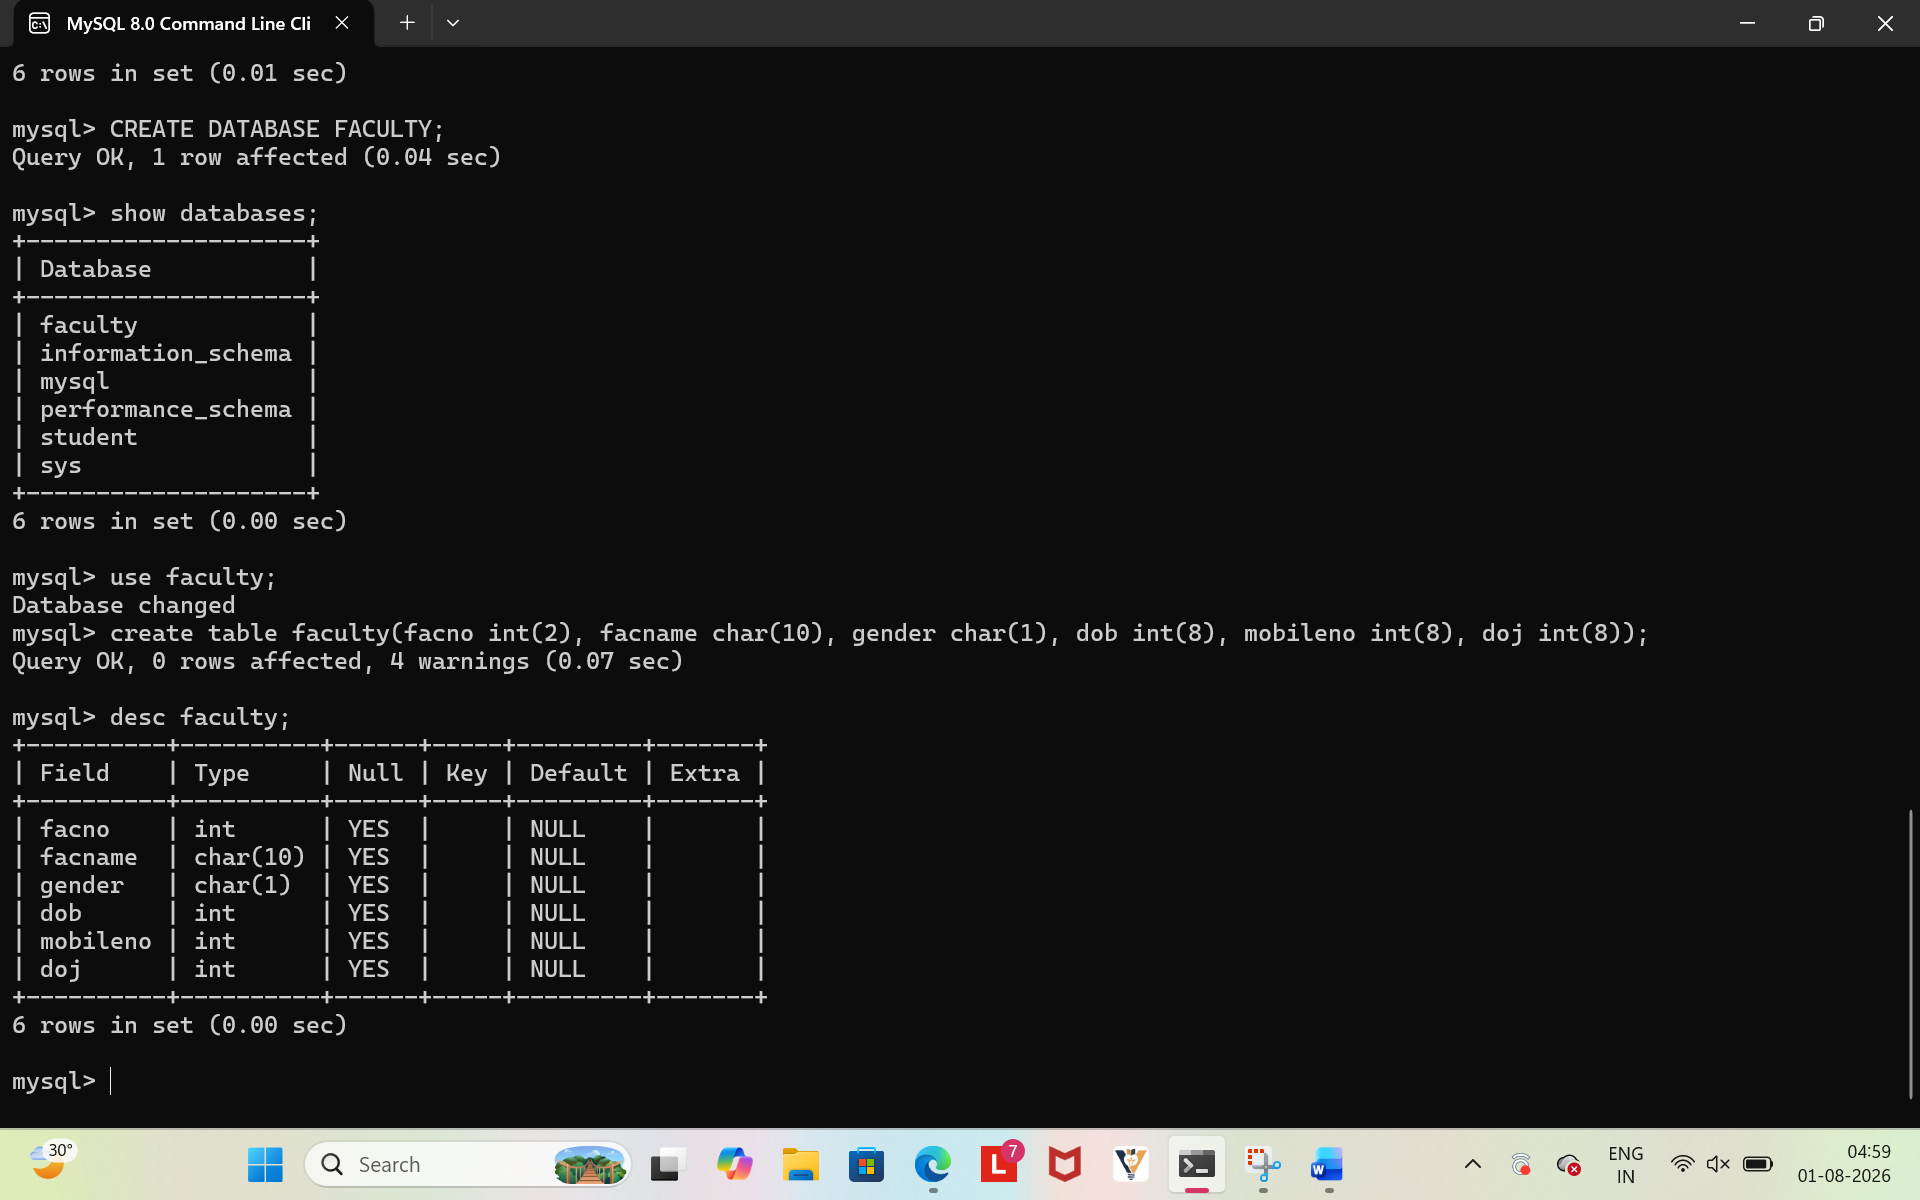 MySQL 8.0 Command Line Cli
6 rows in set (0.01 sec)
mysql> CREATE DATABASE FACULTY;
Query OK, 1 row affected (0.04 sec)
mysql> show databases;
+--------------------+
| Database           |
+--------------------+
| faculty            |
| information_schema |
| mysql              |
| performance_schema |
| student            |
| sys                |
+--------------------+
6 rows in set (0.00 sec)
mysql> use faculty;
Database changed
mysql> create table faculty(facno int(2), facname char(10), gender char(1), dob int(8), mobileno int(8), doj int(8));
Query OK, 0 rows affected, 4 warnings (0.07 sec)
mysql> desc faculty;
+----------+----------+------+-----+---------+-------+
| Field    | Type     | Null | Key | Default | Extra |
+----------+----------+------+-----+---------+-------+
| facno    | int      | YES  |     | NULL    |       |
| facname  | char(10) | YES  |     | NULL    |       |
| gender   | char(1)  | YES  |     | NULL    |       |
| dob      | int      | YES  |     | NULL    |       |
| mobileno | int      | YES  |     | NULL    |       |
| doj      | int      | YES  |     | NULL    |       |
+----------+----------+------+-----+---------+-------+
6 rows in set (0.00 sec)
mysql>
30°
Search
L
7
W
ENG
IN
04:59
01-08-2026